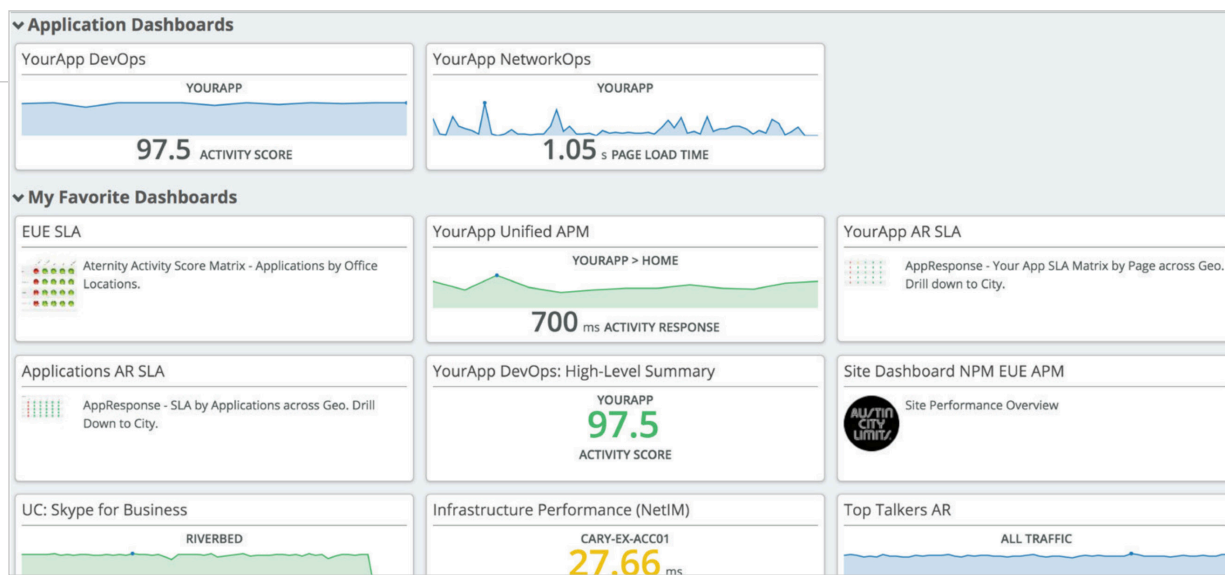 Application Dashboards
YourApp DevOps
YOURAPP
97.5 ACTIVITY SCORE
YourApp NetworkOps
YOURAPP
1.05 s PAGE LOAD TIME
My Favorite Dashboards
EUE SLA
Aternity Activity Score Matrix - Applications by Office
Locations.
YourApp Unified APM
YOURAPP > HOME
700 ms ACTIVITY RESPONSE
YourApp AR SLA
AppResponse - Your App SLA Matrix by Page across Geo.
Drill down to City.
Applications AR SLA
AppResponse - SLA by Applications across Geo. Drill
Down to City.
YourApp DevOps: High-Level Summary
YOURAPP
97.5
ACTIVITY SCORE
Site Dashboard NPM EUE APM
AUSTIN
CITY
LIMITS
Site Performance Overview
UC: Skype for Business
RIVERBED
Infrastructure Performance (NetIM)
CARY-EX-ACC01
27.66 ms
Top Talkers AR
ALL TRAFFIC